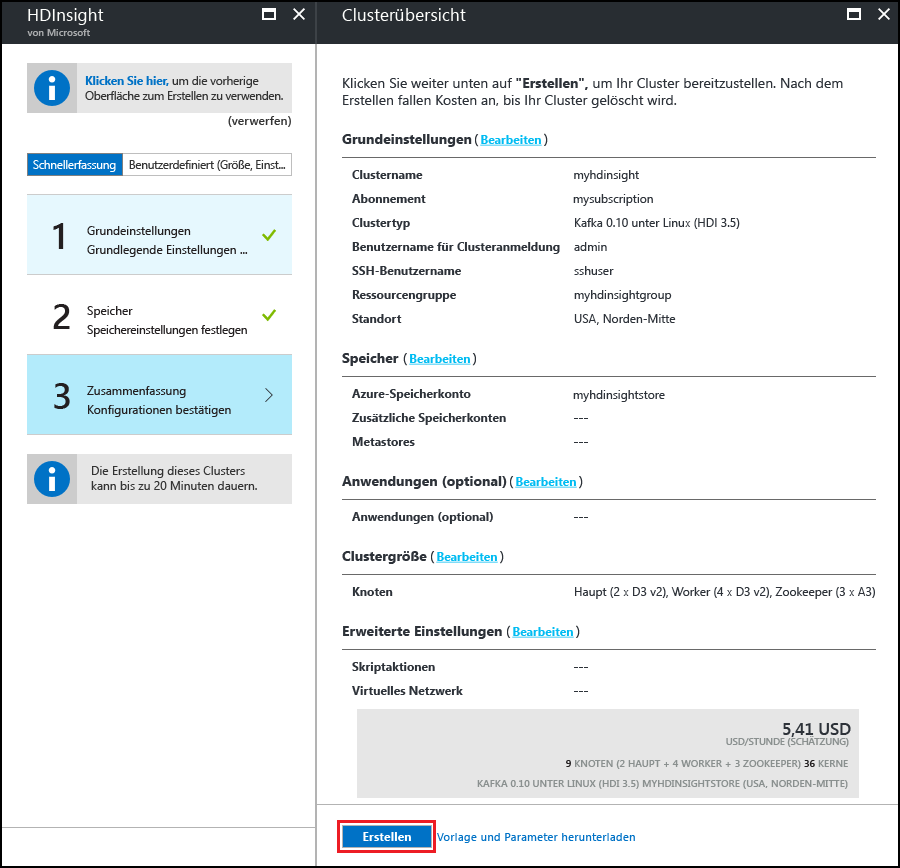 HDInsight
von Microsoft
Klicken Sie hier, um die vorherige
Oberfläche zum Erstellen zu verwenden.
(verwerfen)
Schnellerfassung Benutzerdefiniert (Größe, Einst...
1 Grundeinstellungen
Grundlegende Einstellungen ...
2 Speicher
Speichereinstellungen festlegen
3 Zusammenfassung
Konfigurationen bestätigen
Die Erstellung dieses Clusters
kann bis zu 20 Minuten dauern.
Clusterübersicht
Klicken Sie weiter unten auf "Erstellen", um Ihr Cluster bereitzustellen. Nach dem
Erstellen fallen Kosten an, bis Ihr Cluster gelöscht wird.
Grundeinstellungen (Bearbeiten)
Clustername myhdinsight
Abonnement mysubscription
Clustertyp Kafka 0.10 unter Linux (HDI 3.5)
Benutzername für Clusteranmeldung admin
SSH-Benutzername sshuser
Ressourcengruppe myhdinsightgroup
Standort USA, Norden-Mitte
Speicher (Bearbeiten)
Azure-Speicherkonto myhdinsightstore
Zusätzliche Speicherkonten ---
Metastores ---
Anwendungen (optional) (Bearbeiten)
Anwendungen (optional) ---
Clustergröße (Bearbeiten)
Knoten Haupt (2 x D3 v2), Worker (4 x D3 v2), Zookeeper (3 x A3)
Erweiterte Einstellungen (Bearbeiten)
Skriptaktionen ---
Virtuelles Netzwerk ---
5,41 USD
USD/STUNDE (SCHÄTZUNG)
9 KNOTEN (2 HAUPT + 4 WORKER + 3 ZOOKEEPER) 36 KERNE
KAFKA 0.10 UNTER LINUX (HDI 3.5) MYHDINSIGHTSTORE (USA, NORDEN-MITTE)
Erstellen Vorlage und Parameter herunterladen